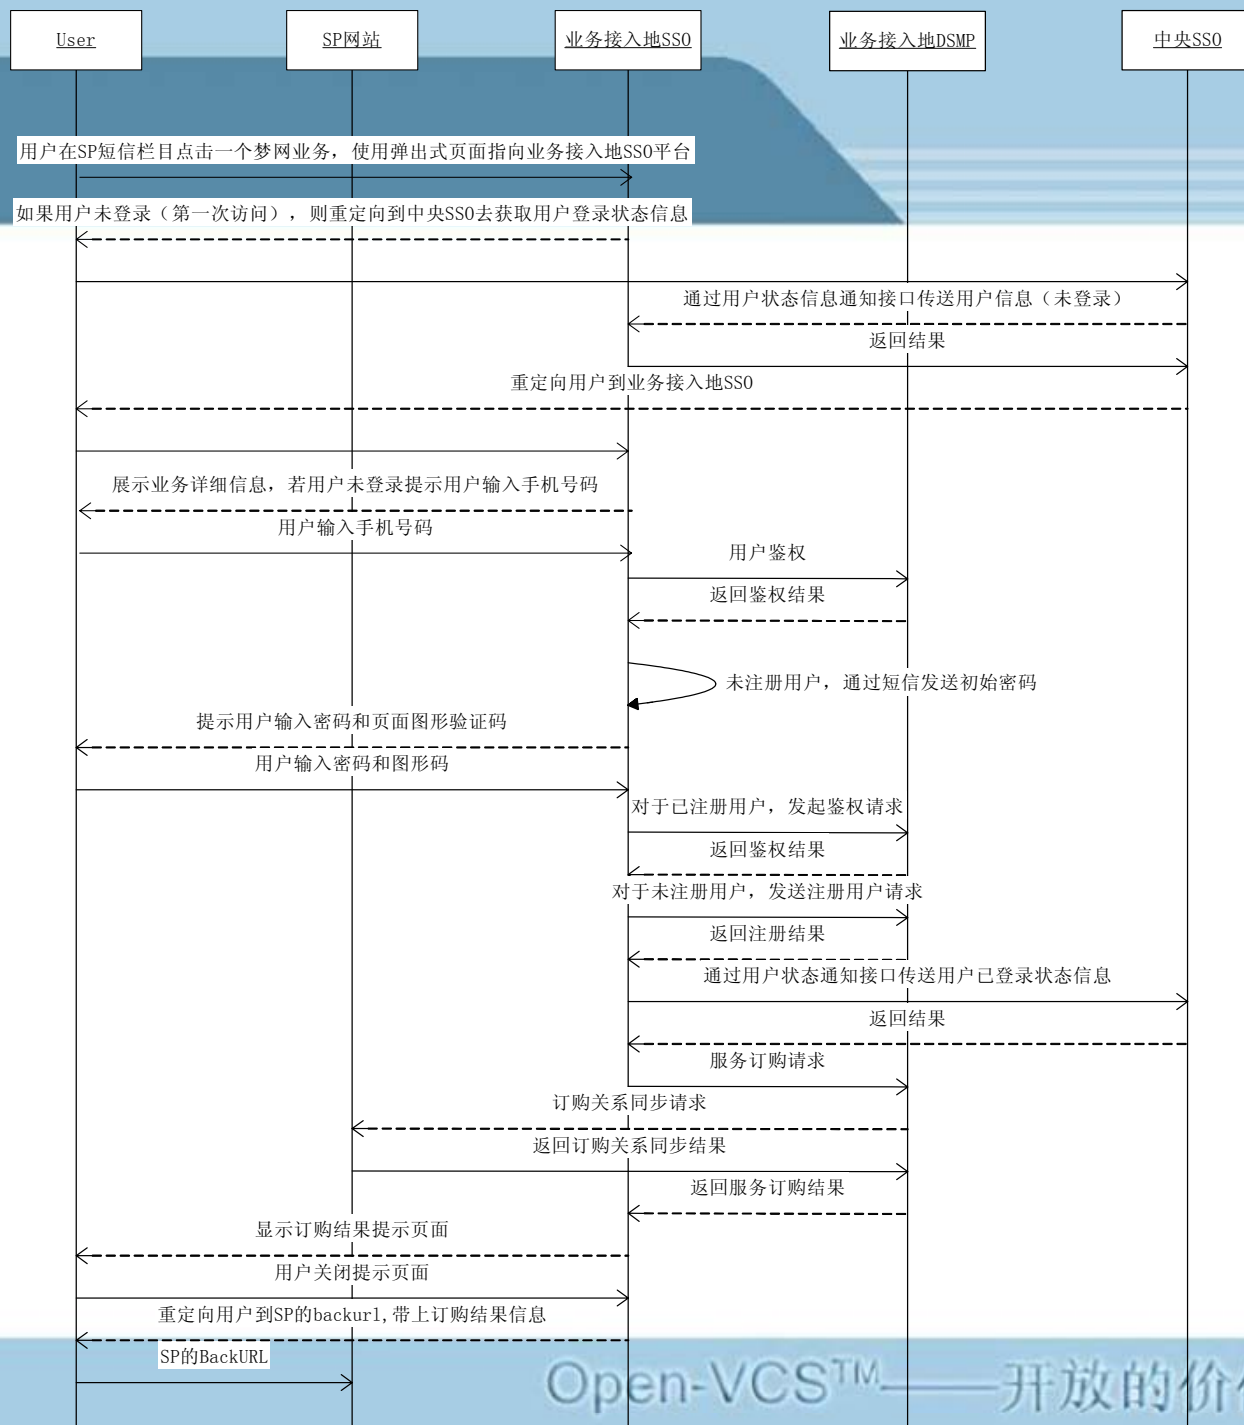 User
SP网站
业务接入地SSO
业务接入地DSMP
中央SSO
用户在SP短信栏目点击一个梦网业务，使用弹出式页面指向业务接入地SSO平台
如果用户未登录（第一次访问），则重定向到中央SSO去获取用户登录状态信息
通过用户状态信息通知接口传送用户信息（未登录）
返回结果
重定向用户到业务接入地SSO
展示业务详细信息，若用户未登录提示用户输入手机号码
用户输入手机号码
用户鉴权
返回鉴权结果
未注册用户，通过短信发送初始密码
提示用户输入密码和页面图形验证码
用户输入密码和图形码
对于已注册用户，发起鉴权请求
返回鉴权结果
对于未注册用户，发送注册用户请求
返回注册结果
通过用户状态通知接口传送用户已登录状态信息
返回结果
服务订购请求
订购关系同步请求
返回订购关系同步结果
返回服务订购结果
显示订购结果提示页面
用户关闭提示页面
重定向用户到SP的backurl,带上订购结果信息
SP的BackURL
Open-VCS™——开放的价